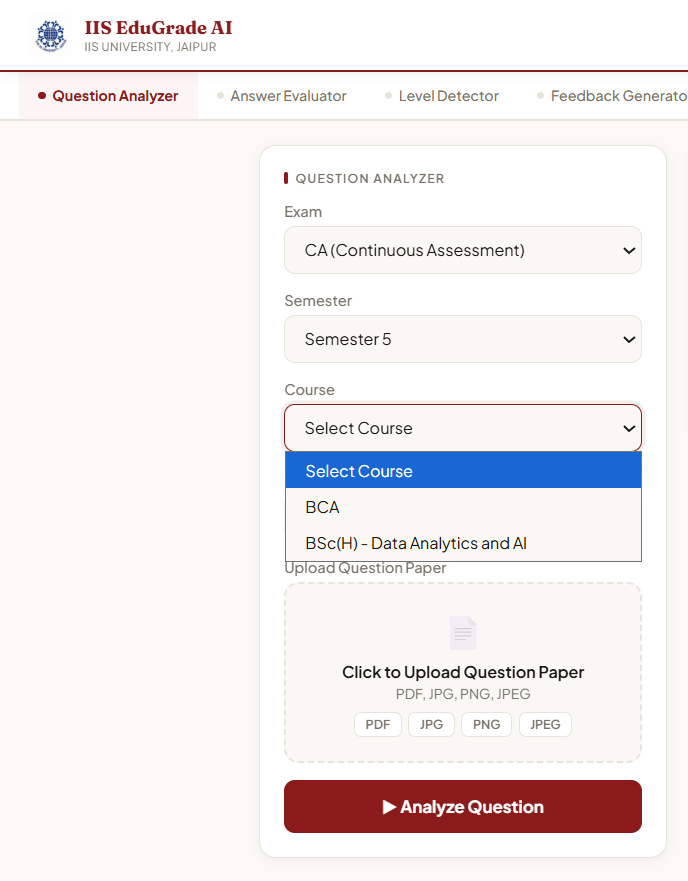 IIS EduGrade AI
IIS UNIVERSITY, JAIPUR
Question Analyzer Answer Evaluator Level Detector Feedback Generato
QUESTION ANALYZER
Exam
CA (Continuous Assessment)
Semester
Semester 5
Course
Select Course
Select Course
BCA
BSc(H) - Data Analytics and AI
Upload Question Paper
Click to Upload Question Paper
PDF, JPG, PNG, JPEG
PDF JPG PNG JPEG
▶ Analyze Question